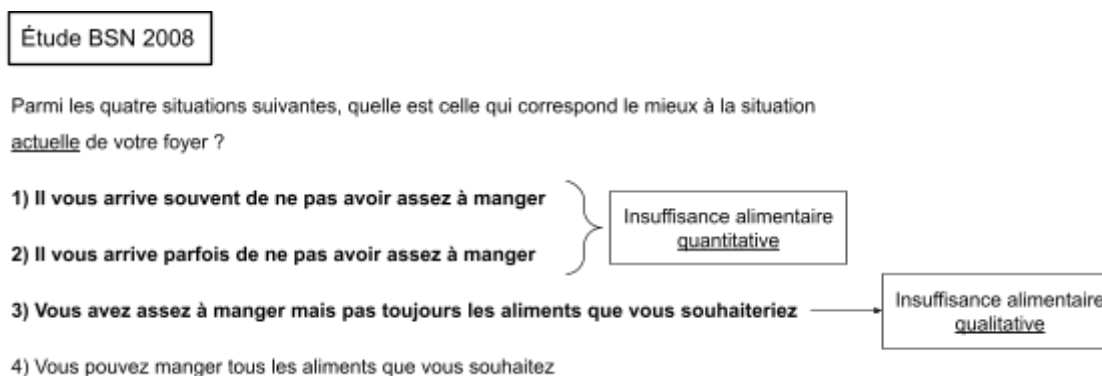 Étude BSN 2008
Parmi les quatre situations suivantes, quelle est celle qui correspond le mieux à la situation
actuelle de votre foyer ?
1) Il vous arrive souvent de ne pas avoir assez à manger
2) Il vous arrive parfois de ne pas avoir assez à manger
Insuffisance alimentaire
quantitative
3) Vous avez assez à manger mais pas toujours les aliments que vous souhaiteriez
Insuffisance alimentaire
qualitative
4) Vous pouvez manger tous les aliments que vous souhaitez